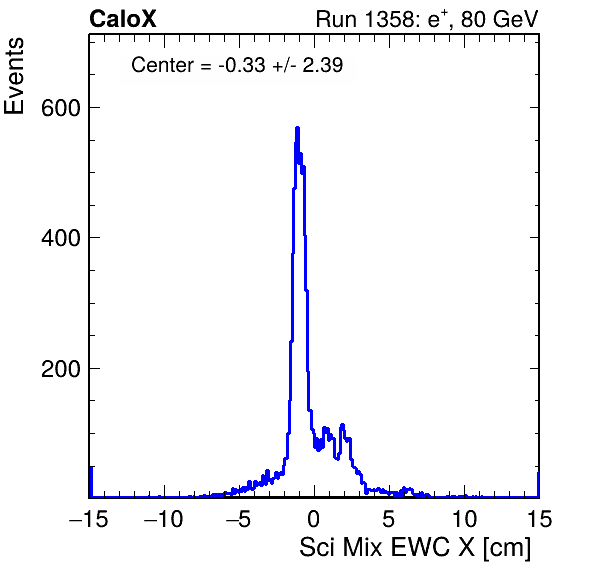 CaloX Run 1358: e⁺, 80 GeV
Center = -0.33 +/- 2.39
Events
600
400
200
−15 −10 −5 0 5 10 15
Sci Mix EWC X [cm]